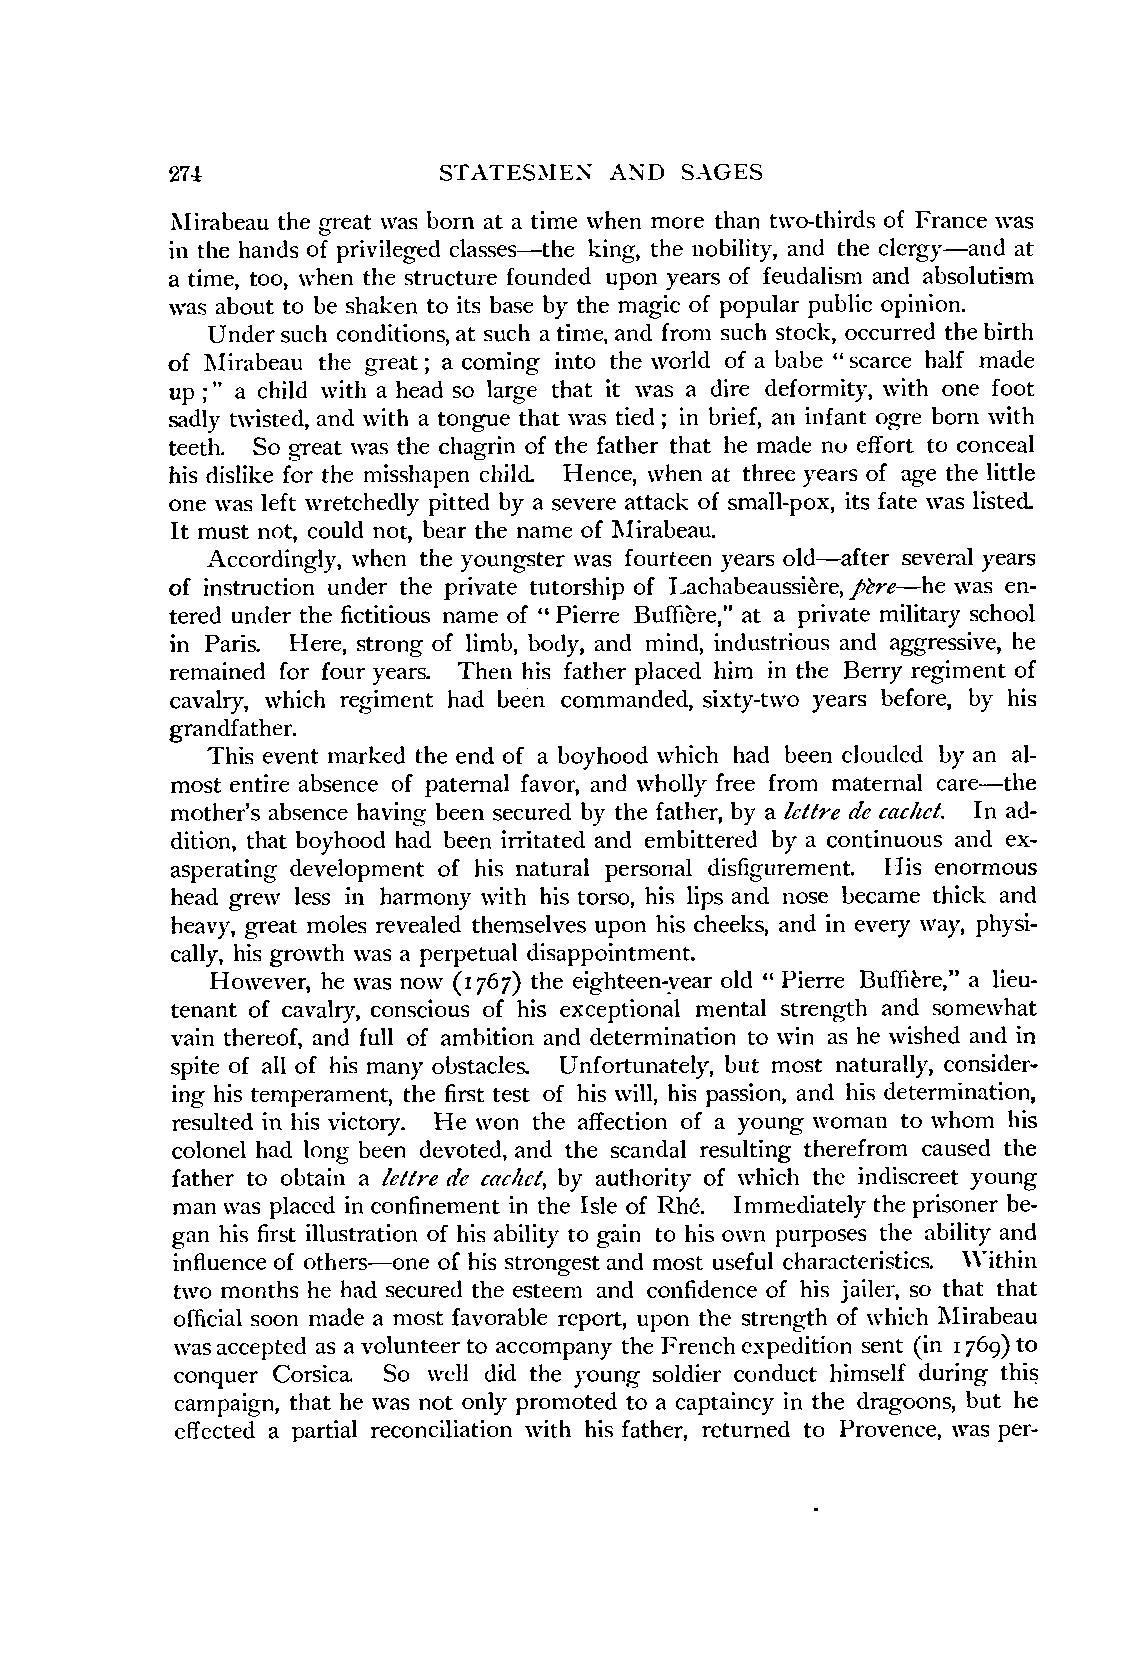 274 STATESMEN AND SAGES
Mirabeau the great was born at a time when more than two-thirds of France was
in the hands of privileged classes—the king, the nobility, and the clergy—and at
a time, too, when the structure founded upon years of feudalism and absolutism
was about to be shaken to its base by the magic of popular public opinion.
Under such conditions, at such a time, and from such stock, occurred the birth
of Mirabeau the great; a coming into the world of a babe "scarce half made
up;" a child with a head so large that it was a dire deformity, with one foot
sadly twisted, and with a tongue that was tied; in brief, an infant ogre born with
teeth. So great was the chagrin of the father that he made no effort to conceal
his dislike for the misshapen child. Hence, when at three years of age the little
one was left wretchedly pitted by a severe attack of small-pox, its fate was listed.
It must not, could not, bear the name of Mirabeau.
Accordingly, when the youngster was fourteen years old—after several years
of instruction under the private tutorship of Lachabeaussière, père—he was en-
tered under the fictitious name of "Pierre Buffière," at a private military school
in Paris. Here, strong of limb, body, and mind, industrious and aggressive, he
remained for four years. Then his father placed him in the Berry regiment of
cavalry, which regiment had been commanded, sixty-two years before, by his
grandfather.
This event marked the end of a boyhood which had been clouded by an al-
most entire absence of paternal favor, and wholly free from maternal care—the
mother's absence having been secured by the father, by a lettre de cachet. In ad-
dition, that boyhood had been irritated and embittered by a continuous and ex-
asperating development of his natural personal disfigurement. His enormous
head grew less in harmony with his torso, his lips and nose became thick and
heavy, great moles revealed themselves upon his cheeks, and in every way, physi-
cally, his growth was a perpetual disappointment.
However, he was now (1767) the eighteen-year old "Pierre Buffière," a lieu-
tenant of cavalry, conscious of his exceptional mental strength and somewhat
vain thereof, and full of ambition and determination to win as he wished and in
spite of all of his many obstacles. Unfortunately, but most naturally, consider-
ing his temperament, the first test of his will, his passion, and his determination,
resulted in his victory. He won the affection of a young woman to whom his
colonel had long been devoted, and the scandal resulting therefrom caused the
father to obtain a lettre de cachet, by authority of which the indiscreet young
man was placed in confinement in the Isle of Rhé. Immediately the prisoner be-
gan his first illustration of his ability to gain to his own purposes the ability and
influence of others—one of his strongest and most useful characteristics. Within
two months he had secured the esteem and confidence of his jailer, so that that
official soon made a most favorable report, upon the strength of which Mirabeau
was accepted as a volunteer to accompany the French expedition sent (in 1769) to
conquer Corsica. So well did the young soldier conduct himself during this
campaign, that he was not only promoted to a captaincy in the dragoons, but he
effected a partial reconciliation with his father, returned to Provence, was per-